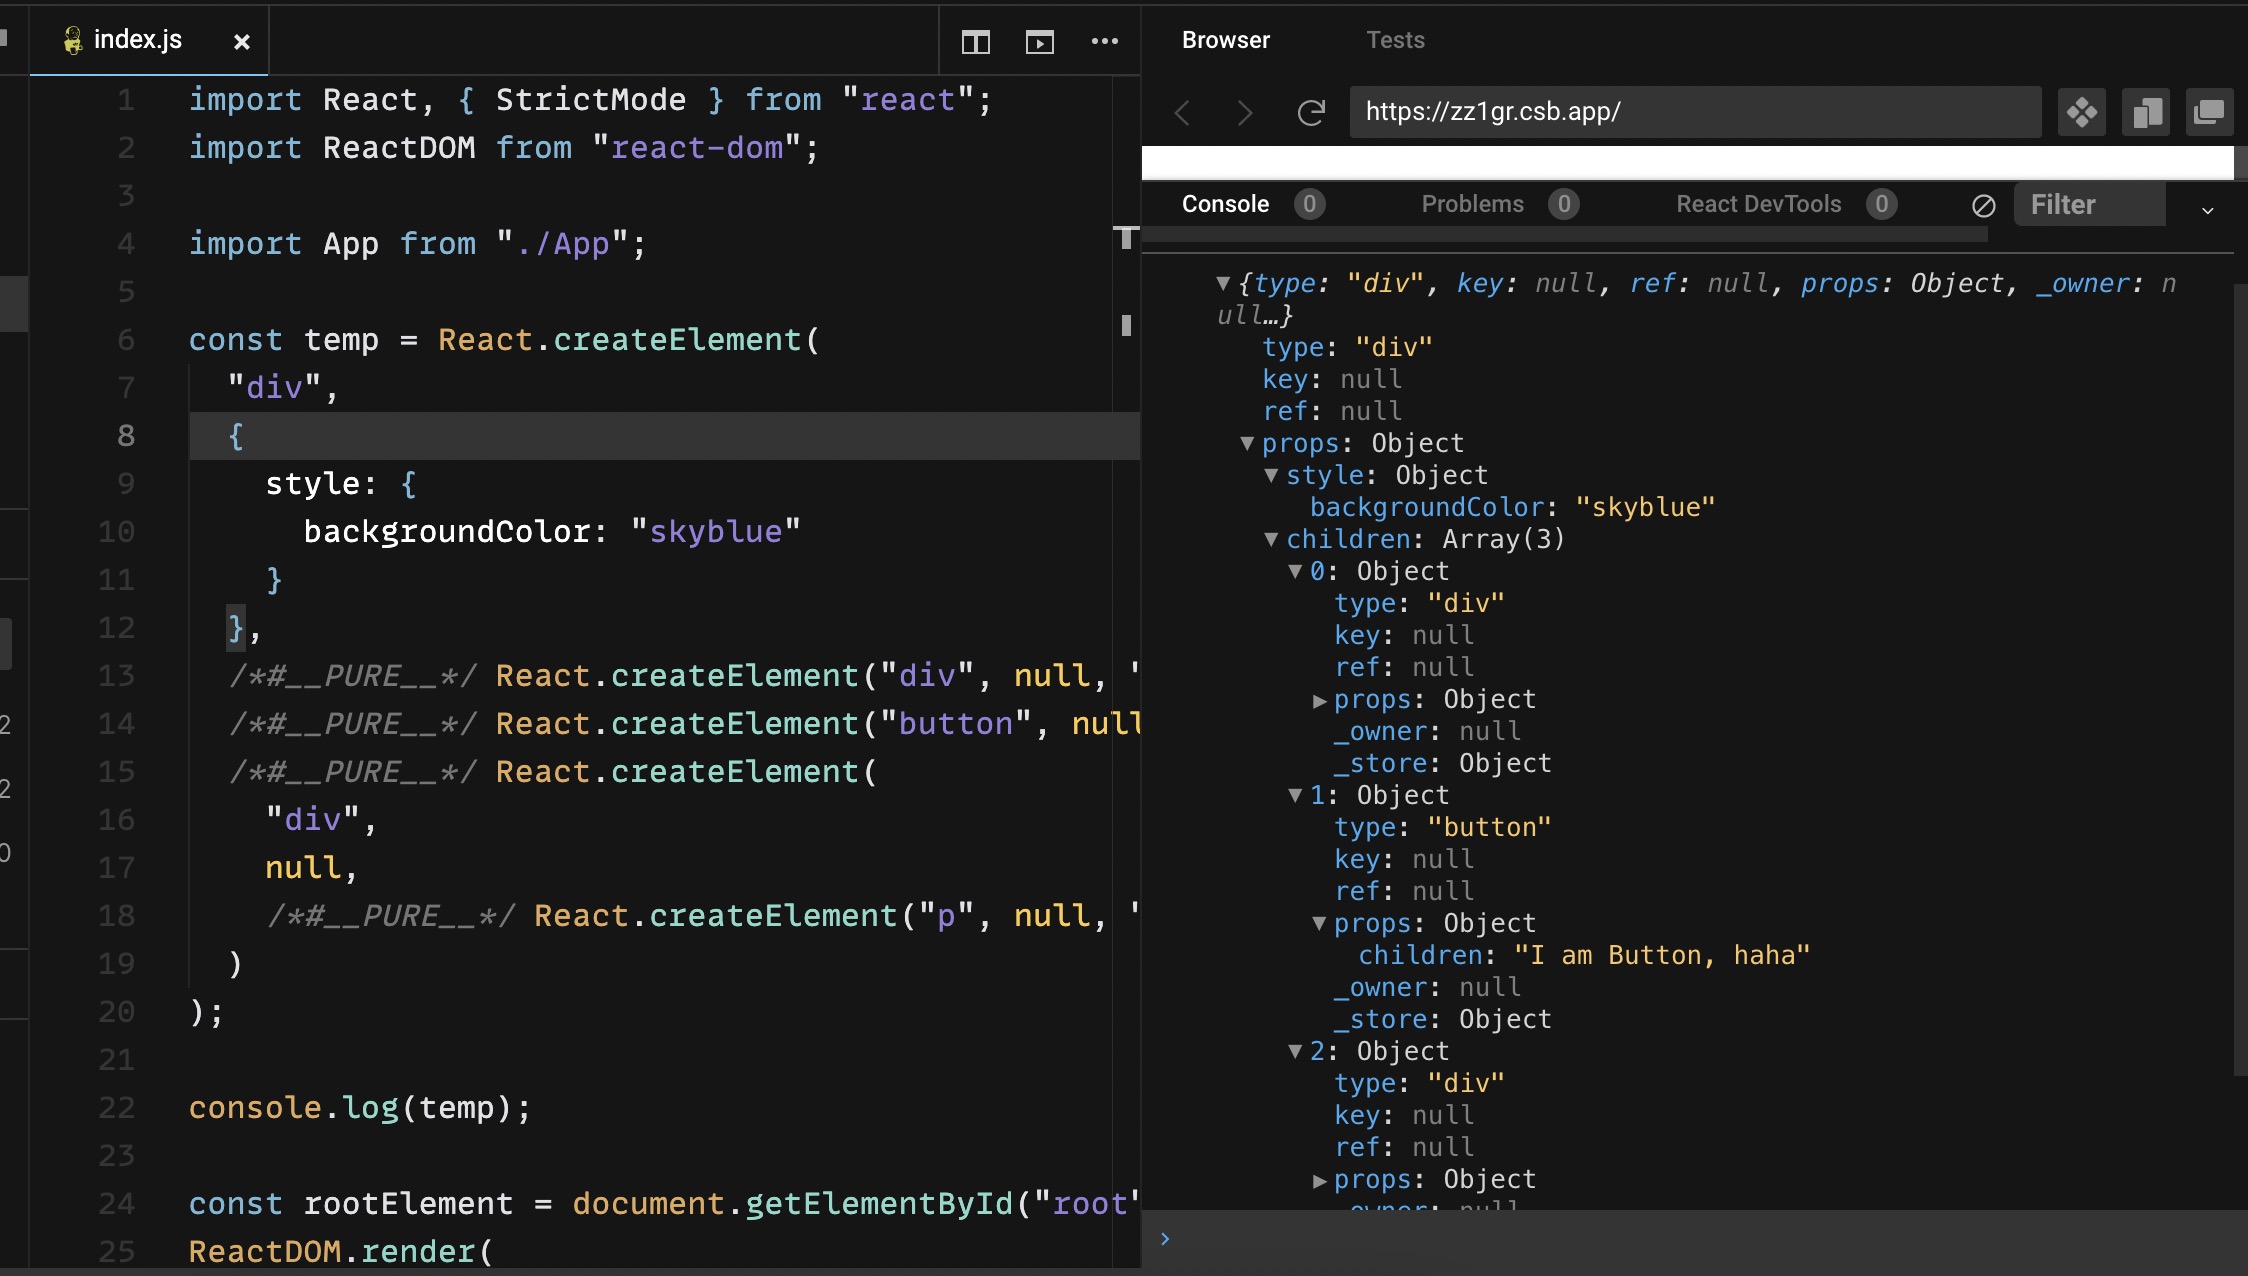 index.js
1 import React, { StrictMode } from "react";
2 import ReactDOM from "react-dom";
3
4 import App from "./App";
5
6 const temp = React.createElement(
7 "div",
8 {
9 style: {
10 backgroundColor: "skyblue"
11 }
12 },
13 /*#__PURE__*/ React.createElement("div", null, '
14 /*#__PURE__*/ React.createElement("button", null
15 /*#__PURE__*/ React.createElement(
16 "div",
17 null,
18 /*#__PURE__*/ React.createElement("p", null, '
19 )
20 );
21
22 console.log(temp);
23
24 const rootElement = document.getElementById("root"
25 ReactDOM.render(
2
2
0
Browser Tests
https://zz1gr.csb.app/
Console 0 Problems 0 React DevTools 0 Filter
▼{type: "div", key: null, ref: null, props: Object, _owner: n
ull…}
type: "div"
key: null
ref: null
▼props: Object
▼style: Object
backgroundColor: "skyblue"
▼children: Array(3)
▼0: Object
type: "div"
key: null
ref: null
▶props: Object
_owner: null
_store: Object
▼1: Object
type: "button"
key: null
ref: null
▼props: Object
children: "I am Button, haha"
_owner: null
_store: Object
▼2: Object
type: "div"
key: null
ref: null
▶props: Object
_owner: null